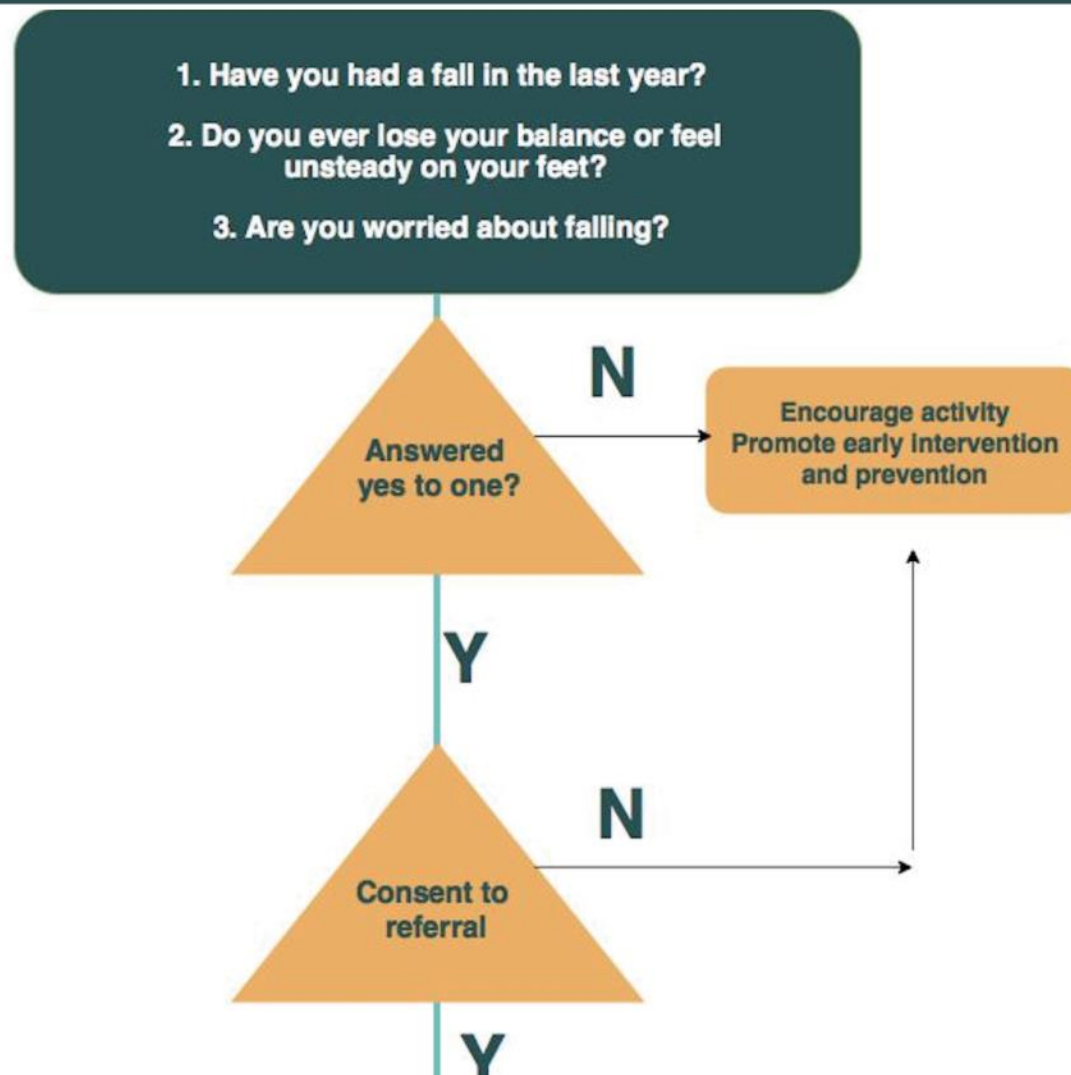 1. Have you had a fall in the last year?
2. Do you ever lose your balance or feel
unsteady on your feet?
3. Are you worried about falling?
N
Encourage activity
Promote early intervention
and prevention
Answered
yes to one?
Y
N
Consent to
referral
Y